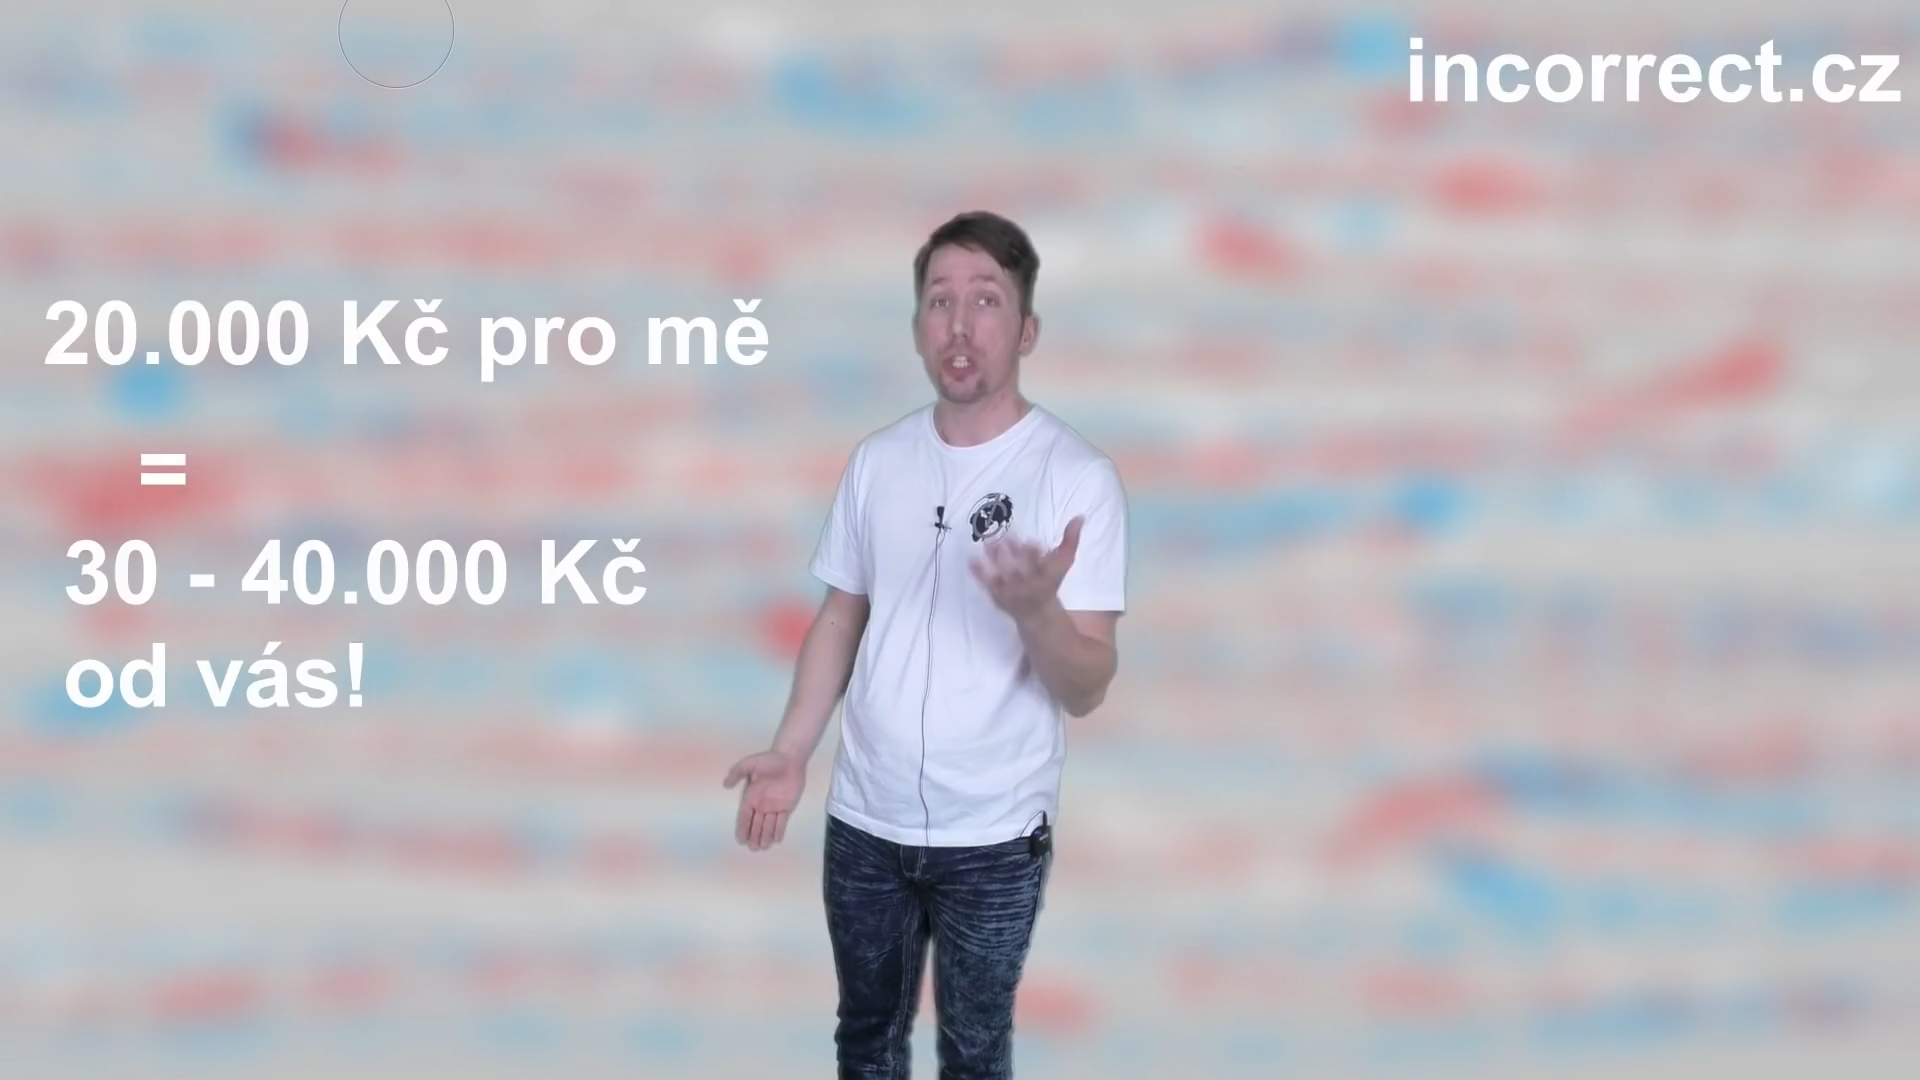 incorrect.cz
20.000 Kč pro mě
=
30 - 40.000 Kč
od vás!